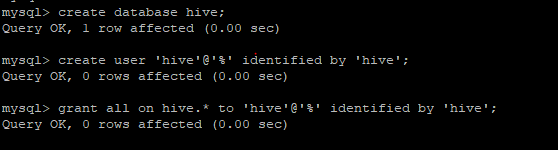 mysql> create database hive;
Query OK, 1 row affected (0.00 sec)
mysql> create user 'hive'@'%' identified by 'hive';
Query OK, 0 rows affected (0.00 sec)
mysql> grant all on hive.* to 'hive'@'%' identified by 'hive';
Query OK, 0 rows affected (0.00 sec)